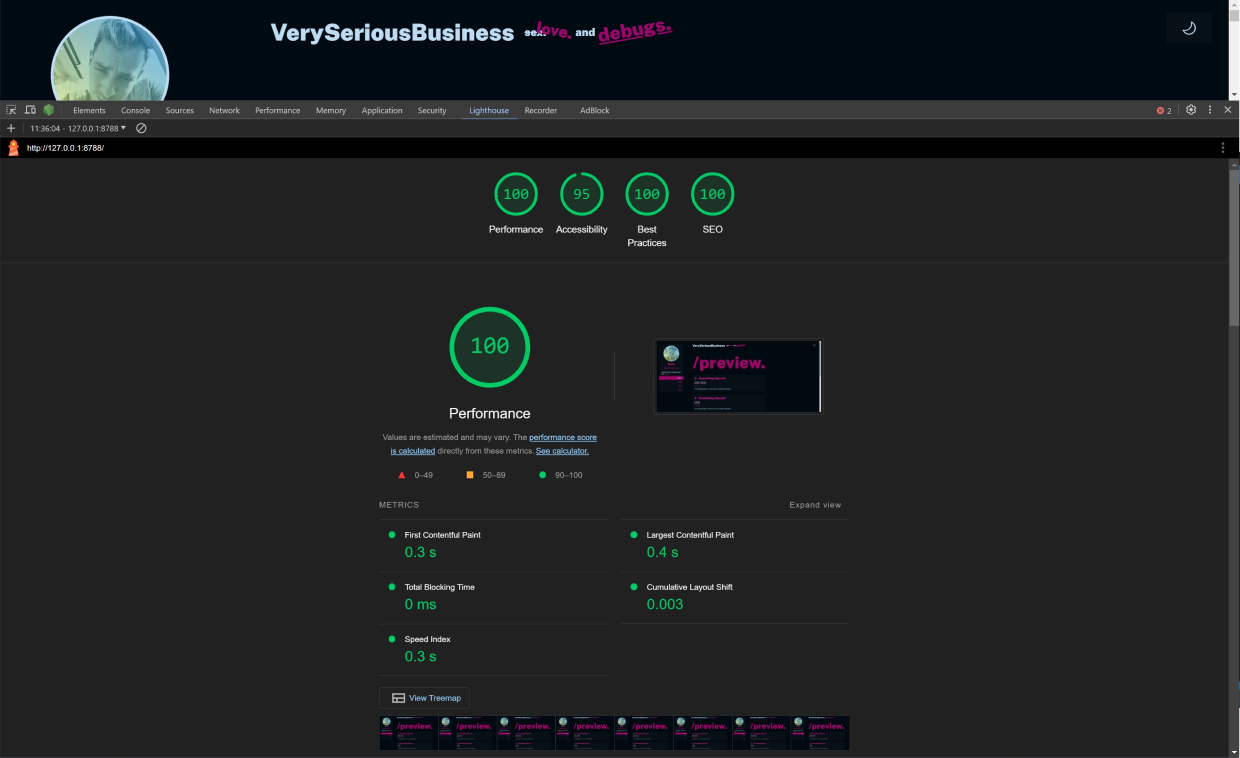 VerySeriousBusiness sex, love, and debugs.
Elements Console Sources Network Performance Memory Application Security Lighthouse Recorder AdBlock 2
11:36:04 - 127.0.0.1:8788
http://127.0.0.1:8788/
100 95 100 100
Performance Accessibility Best Practices SEO
100
VerySeriousBusiness
/preview.
Performance
Values are estimated and may vary. The performance score
is calculated directly from these metrics. See calculator.
0–49 50–89 90–100
METRICS Expand view
First Contentful Paint
0.3 s
Largest Contentful Paint
0.4 s
Total Blocking Time
0 ms
Cumulative Layout Shift
0.003
Speed Index
0.3 s
View Treemap
/preview. /preview. /preview. /preview. /preview. /preview. /preview. /preview.